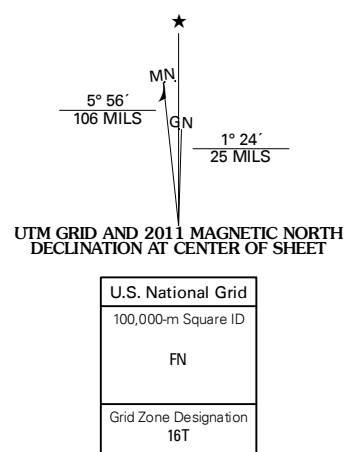 ★
M.N.
5° 56´
106 MILS
GN
1° 24´
25 MILS
UTM GRID AND 2011 MAGNETIC NORTH
DECLINATION AT CENTER OF SHEET
U.S. National Grid
100,000-m Square ID
FN
Grid Zone Designation
16T